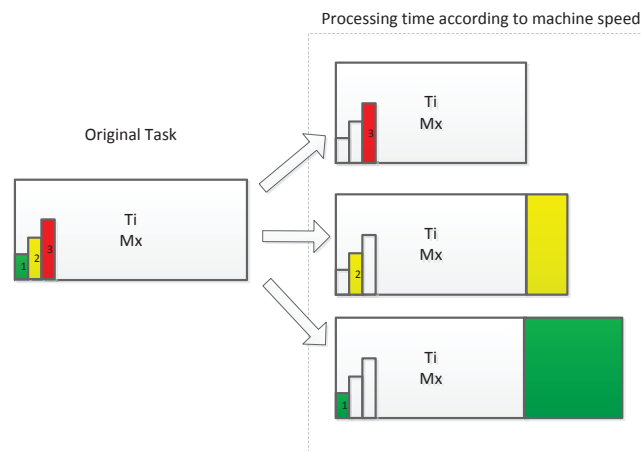 Processing time according to machine speed
Ti
Mx
3
Original Task
Ti
Mx
1
2
3
Ti
Mx
2
Ti
Mx
1